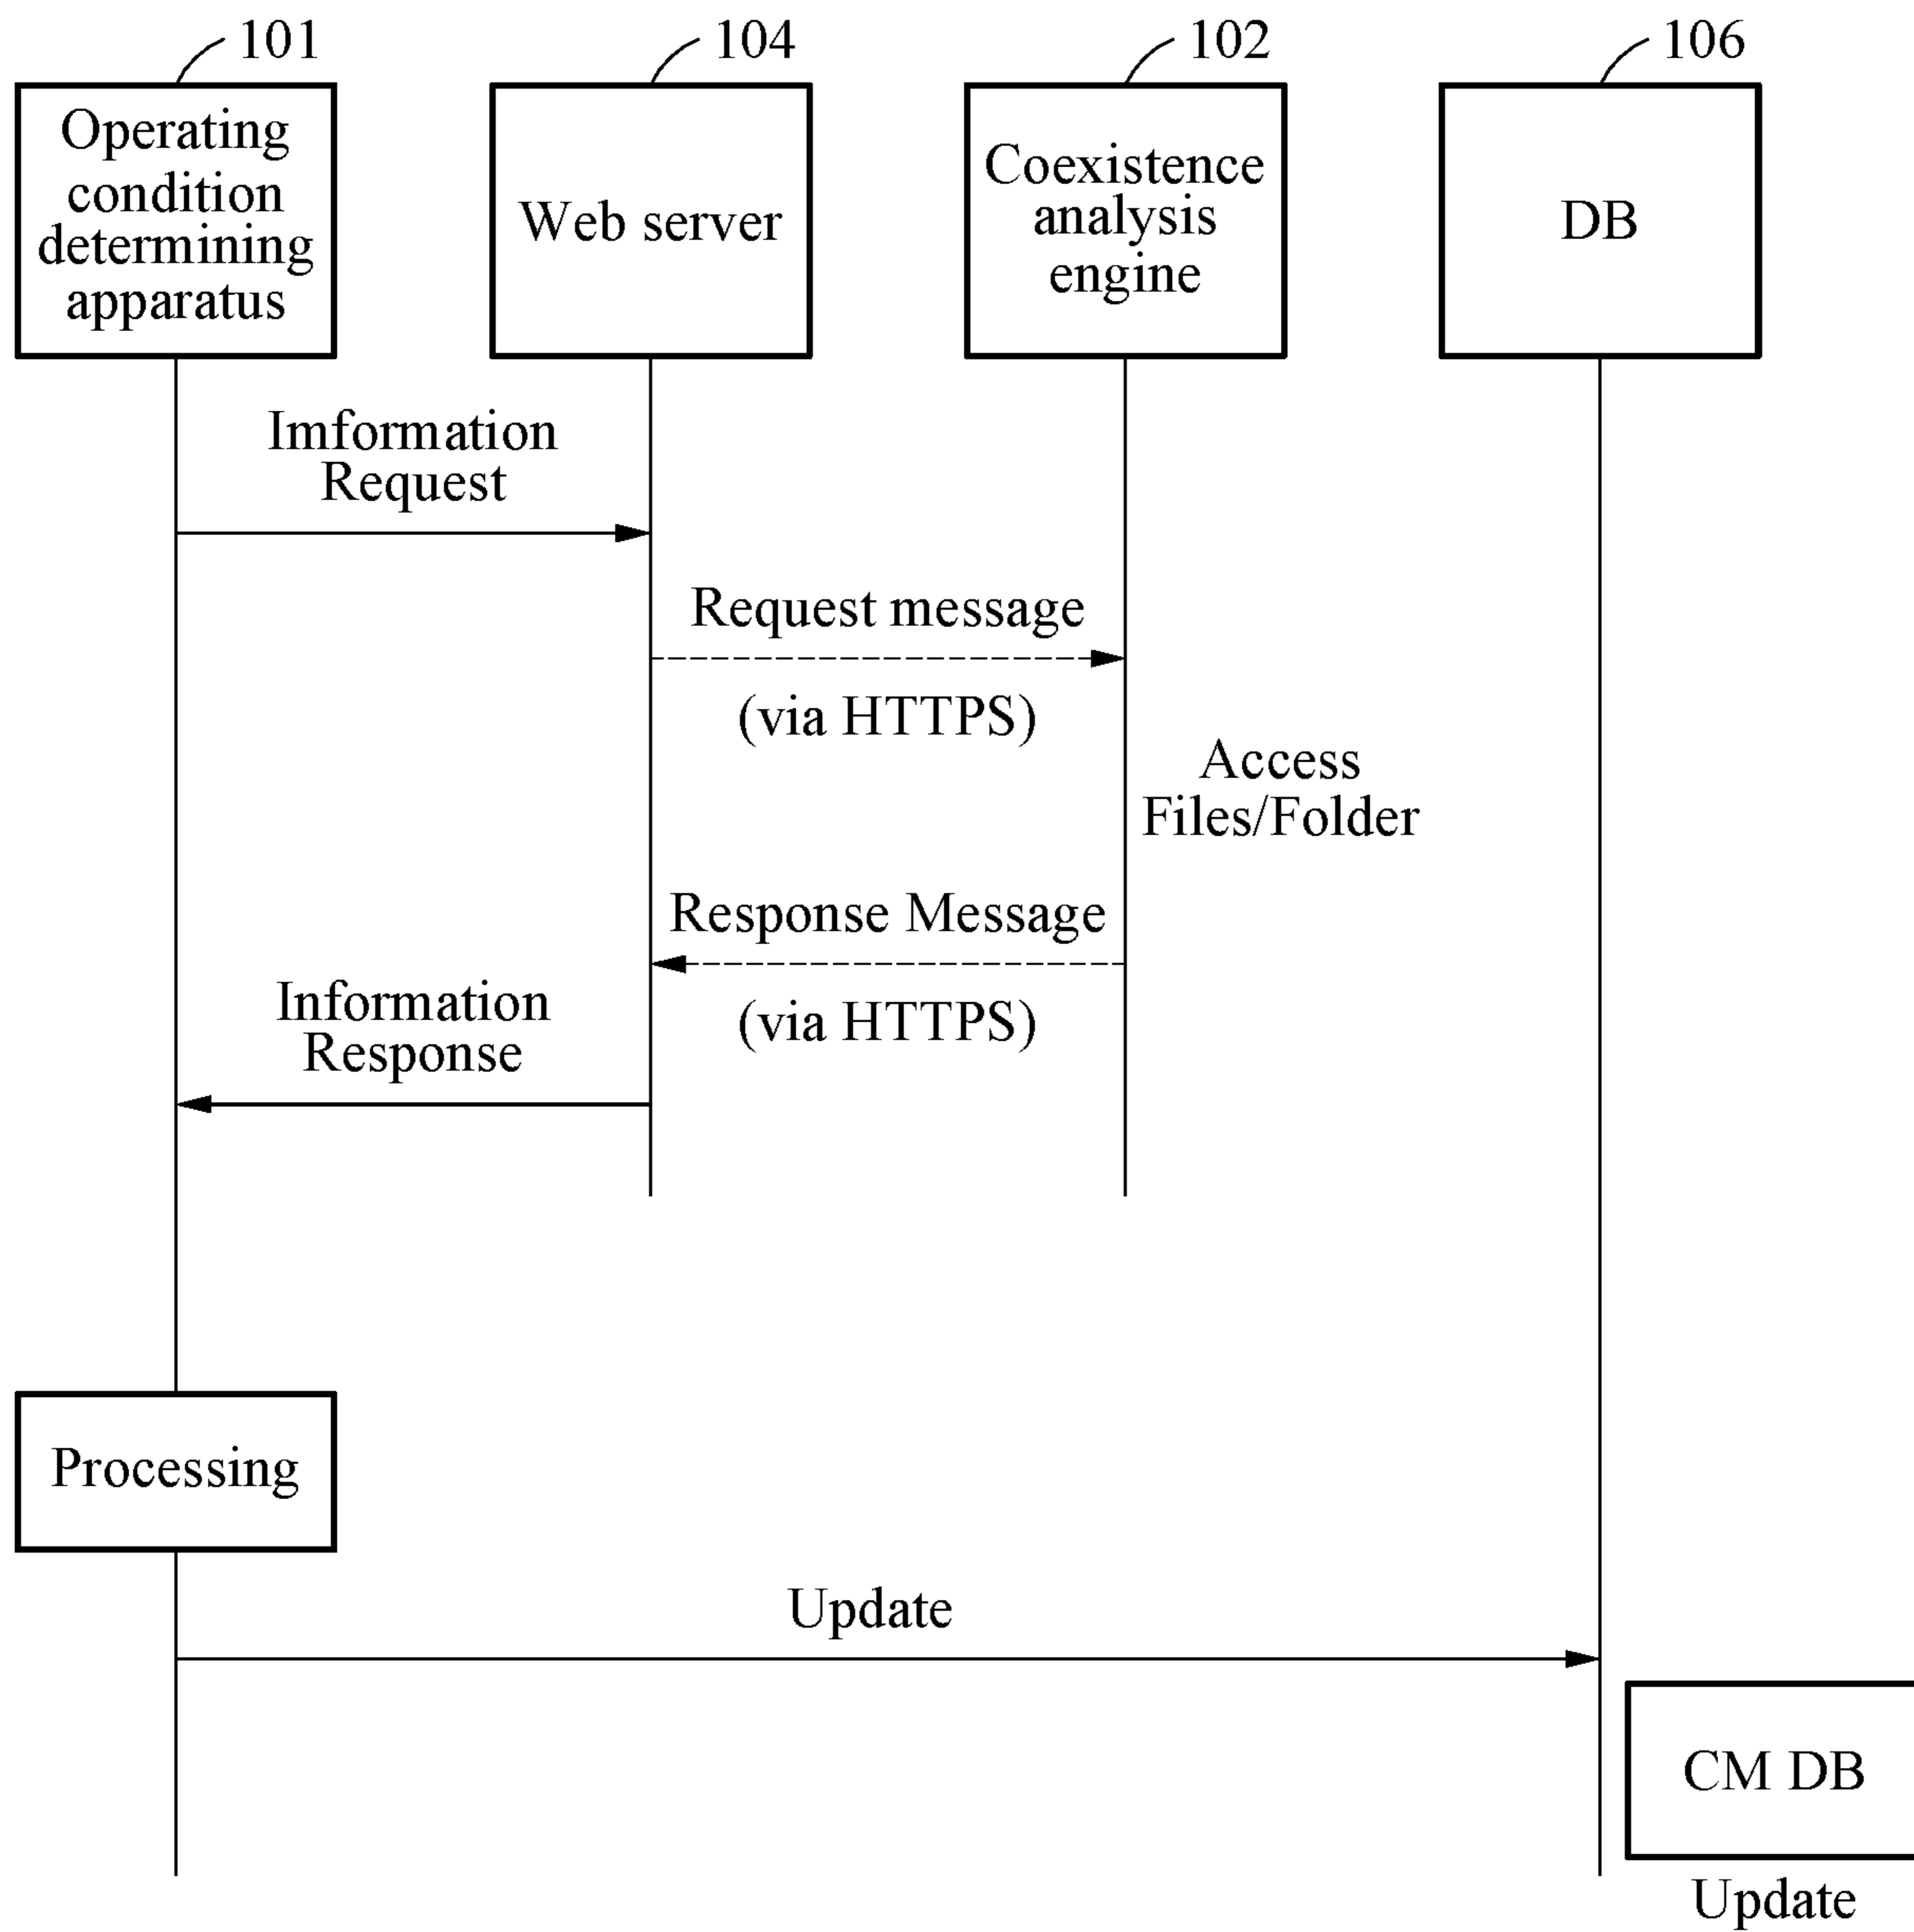 101
104
102
106
Operating
condition
determining
apparatus
Web server
Coexistence
analysis
engine
DB
Imformation
Request
Request message
(via HTTPS)
Access
Files/Folder
Response Message
(via HTTPS)
Information
Response
Processing
Update
CM DB
Update